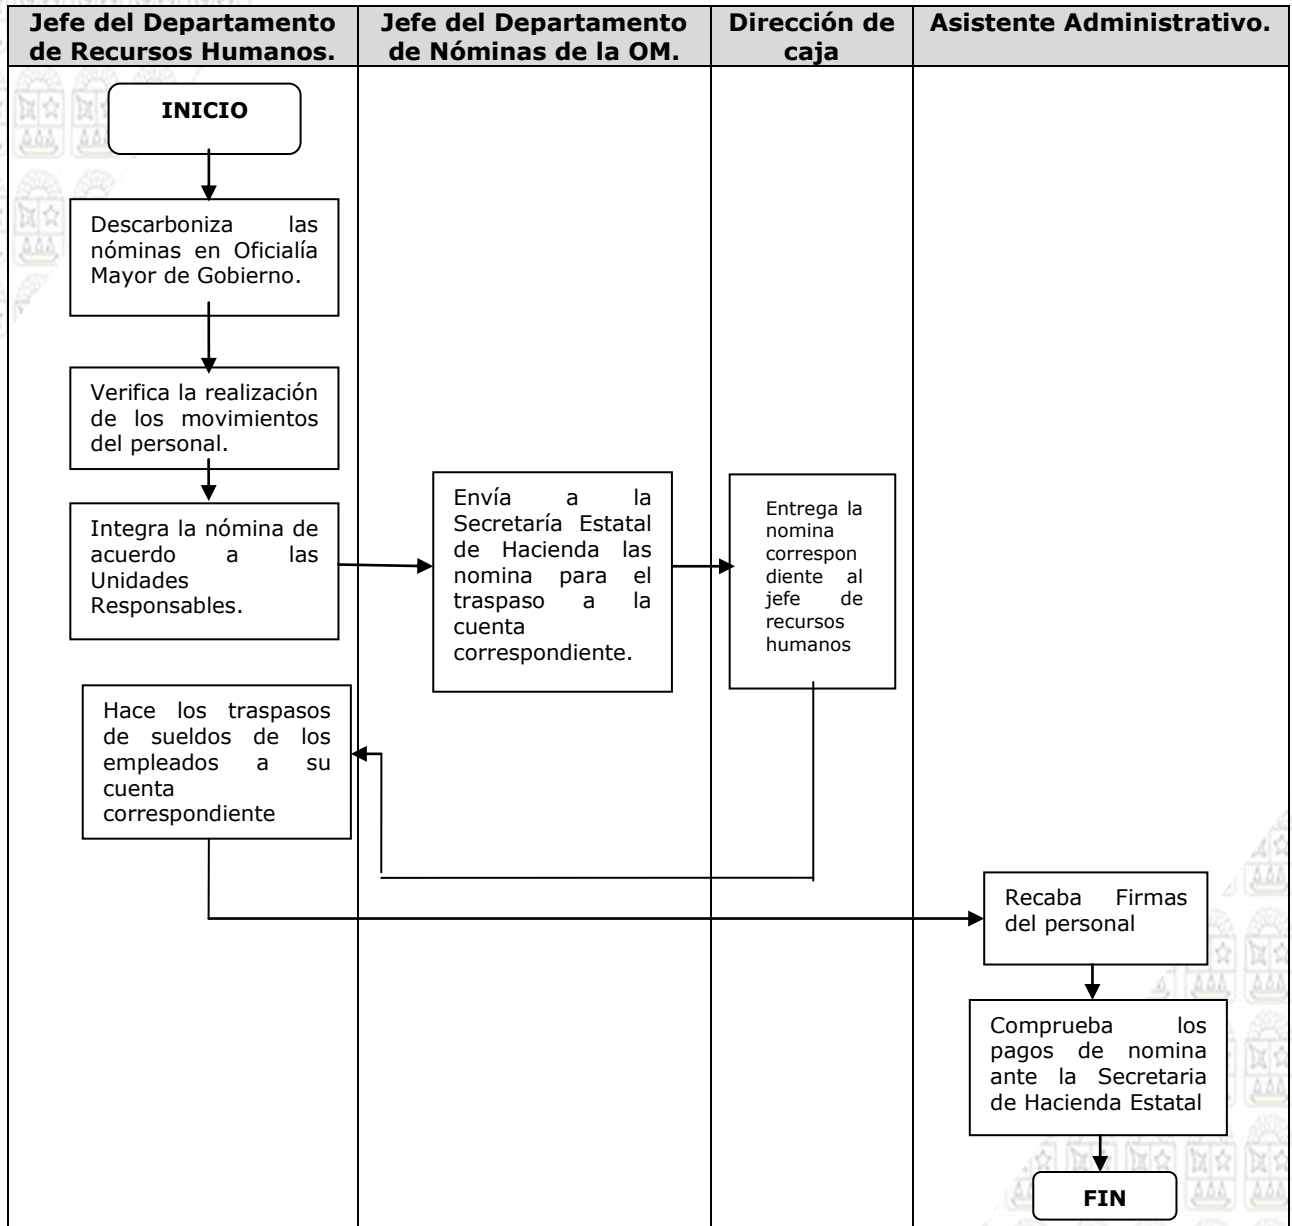 Jefe del Departamento
de Recursos Humanos.
Jefe del Departamento
de Nóminas de la OM.
Dirección de
caja
Asistente Administrativo.
INICIO
Descarboniza las
nóminas en Oficialía
Mayor de Gobierno.
Verifica la realización
de los movimientos
del personal.
Integra la nómina de
acuerdo a las
Unidades
Responsables.
Envía a la
Secretaría Estatal
de Hacienda las
nomina para el
traspaso a la
cuenta
correspondiente.
Entrega la
nomina
correspon
diente al
jefe de
recursos
humanos
Hace los traspasos
de sueldos de los
empleados a su
cuenta
correspondiente
Recaba Firmas
del personal
Comprueba los
pagos de nomina
ante la Secretaria
de Hacienda Estatal
FIN